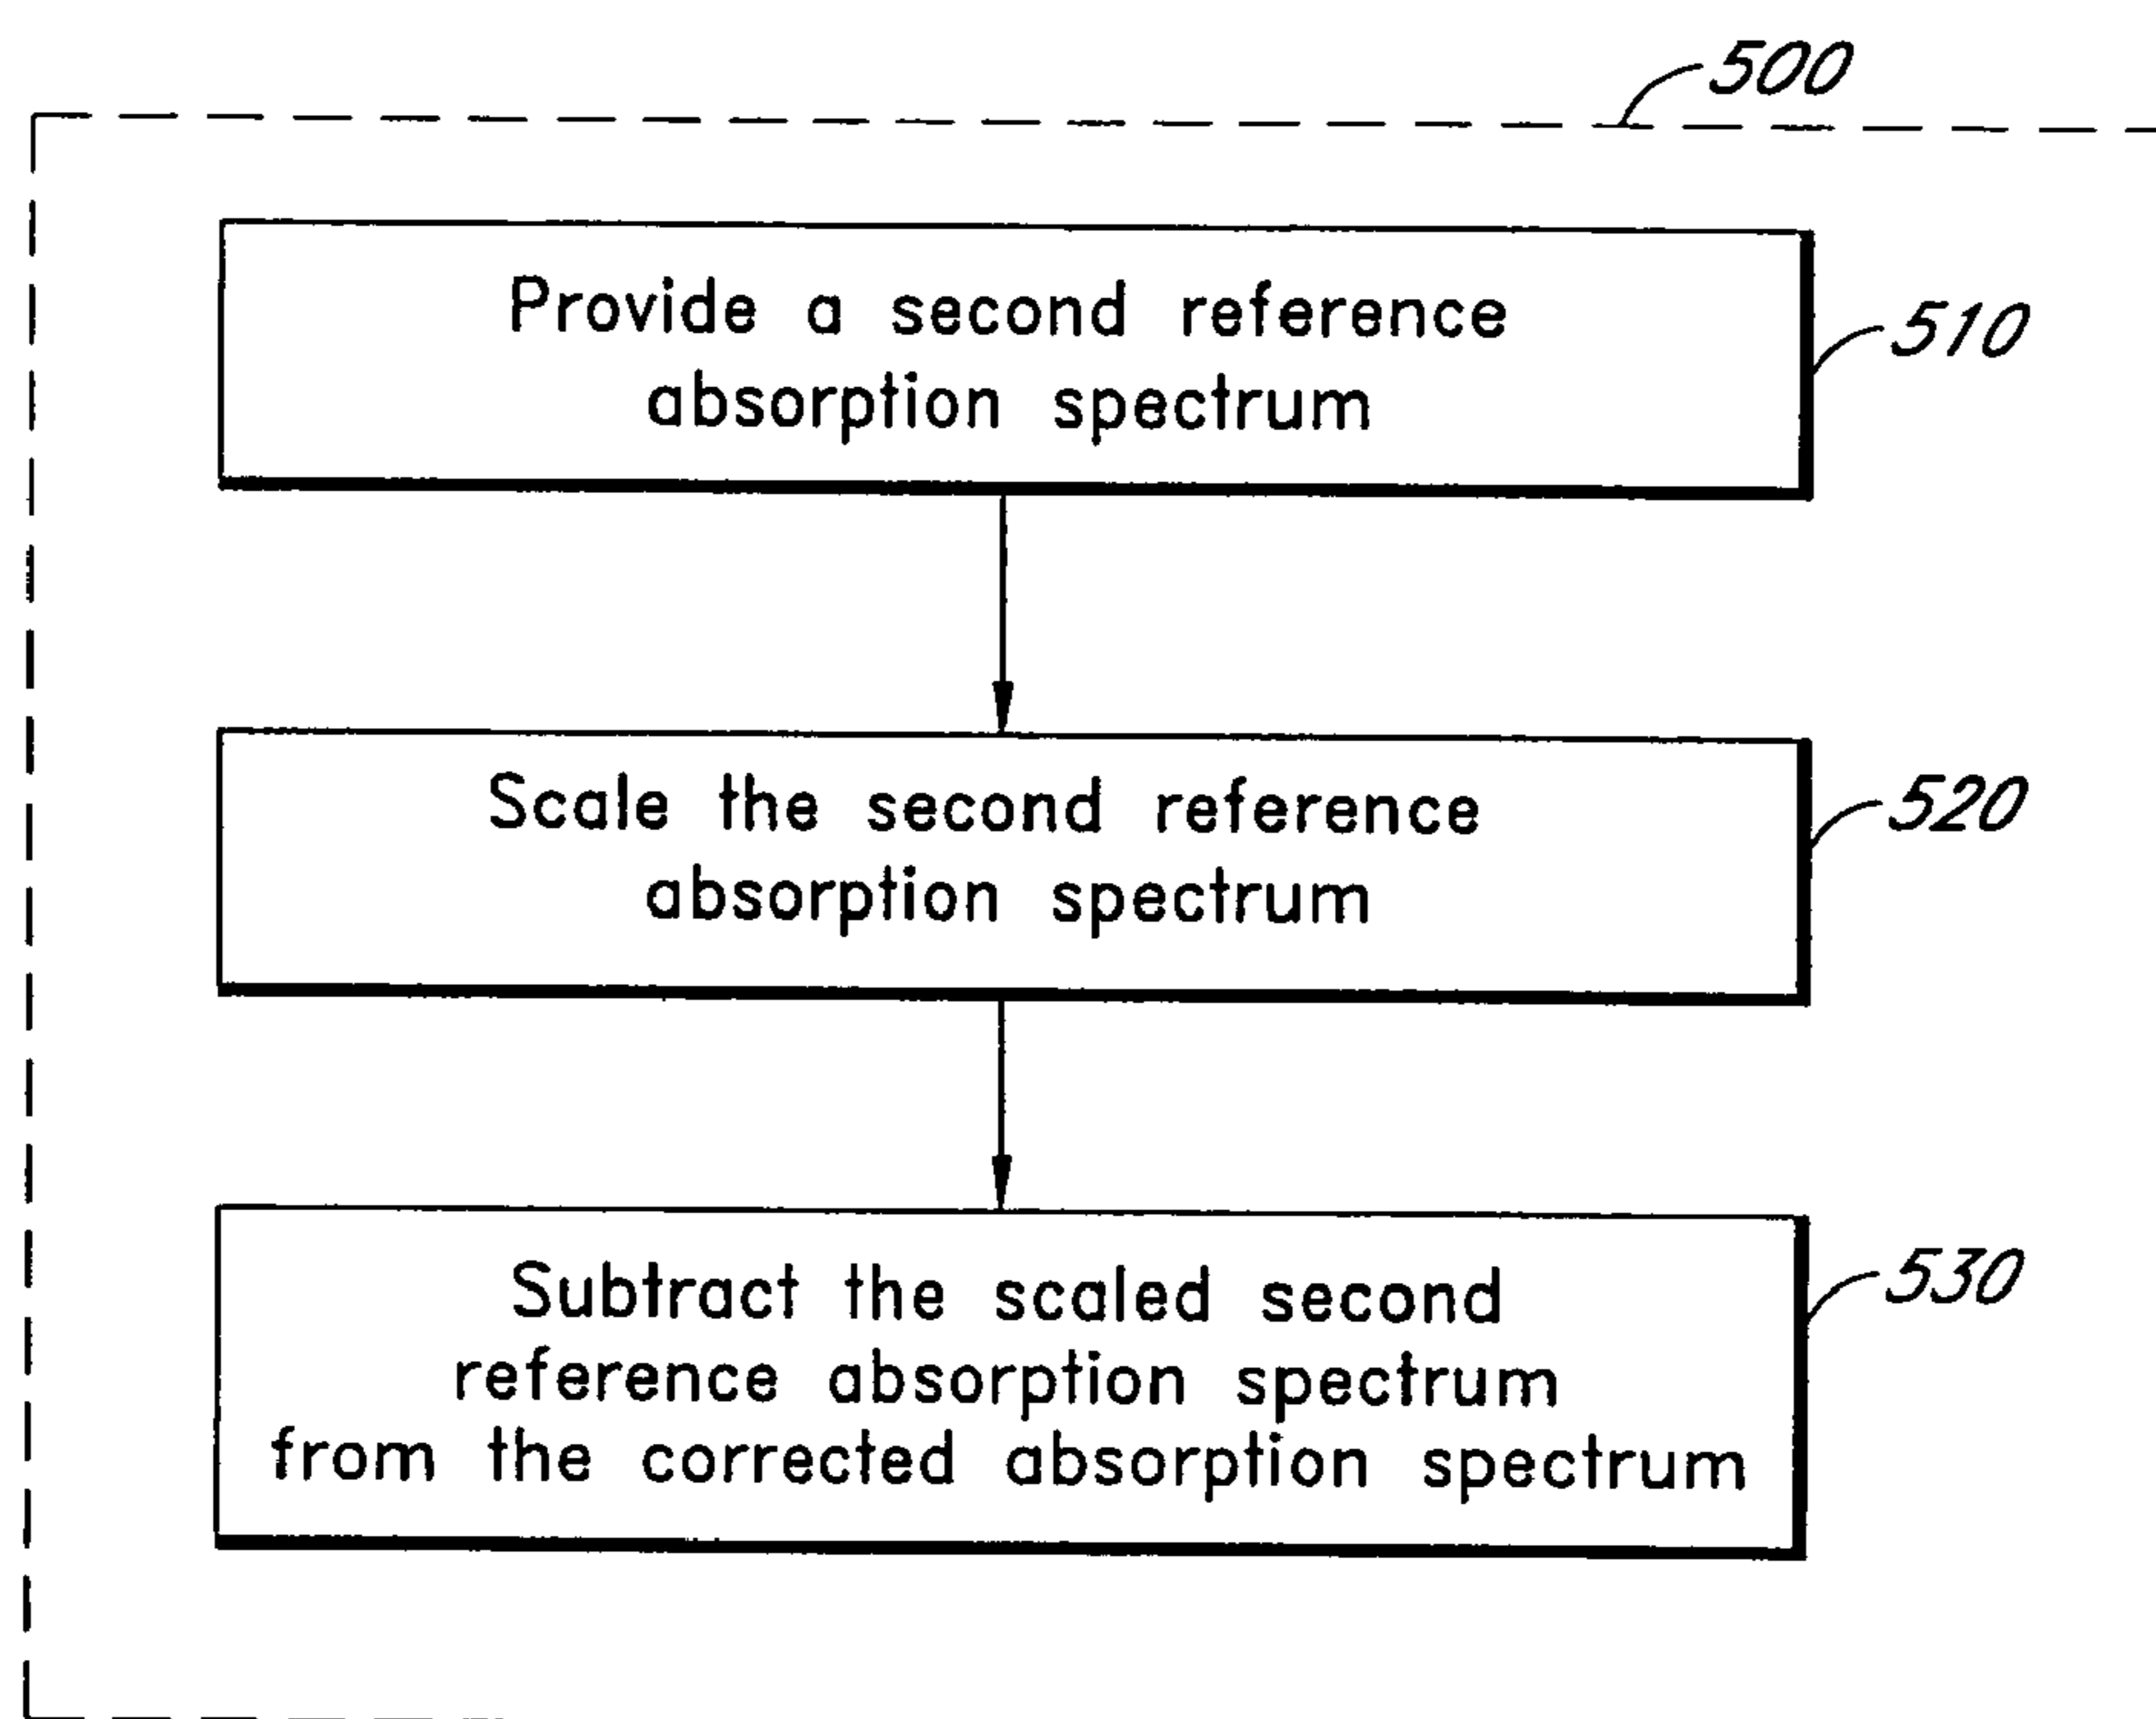 500
Provide a second reference
absorption spectrum
510
Scale the second reference
absorption spectrum
520
Subtract the scaled second
reference absorption spectrum
from the corrected absorption spectrum
530